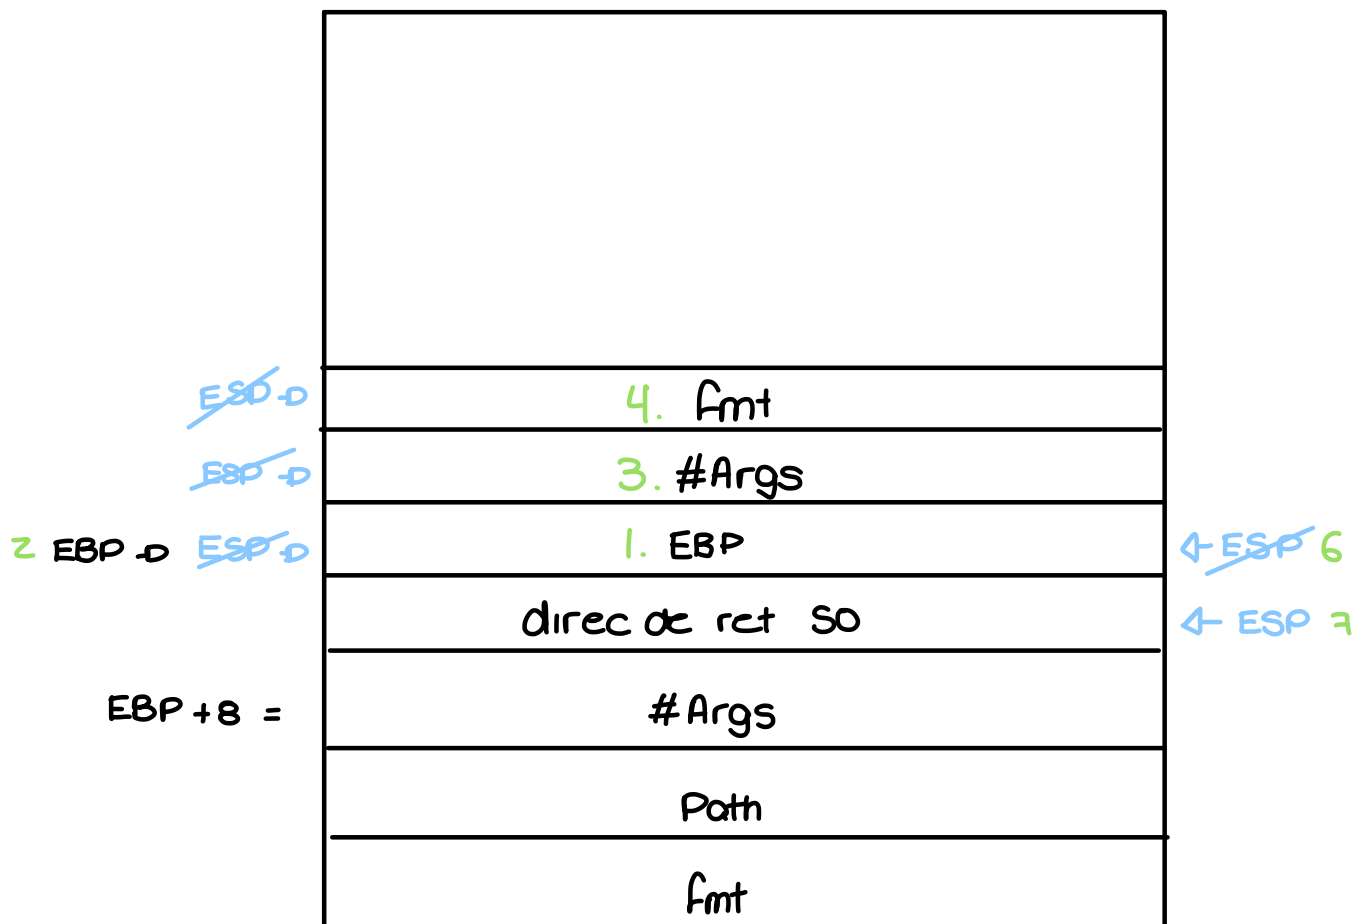 ESP 4. fmt
ESP 3. #Args
2 EBP ESP 1. EBP ESP 6
direc de ret SO ESP 7
EBP+8 = #Args
Path
fmt